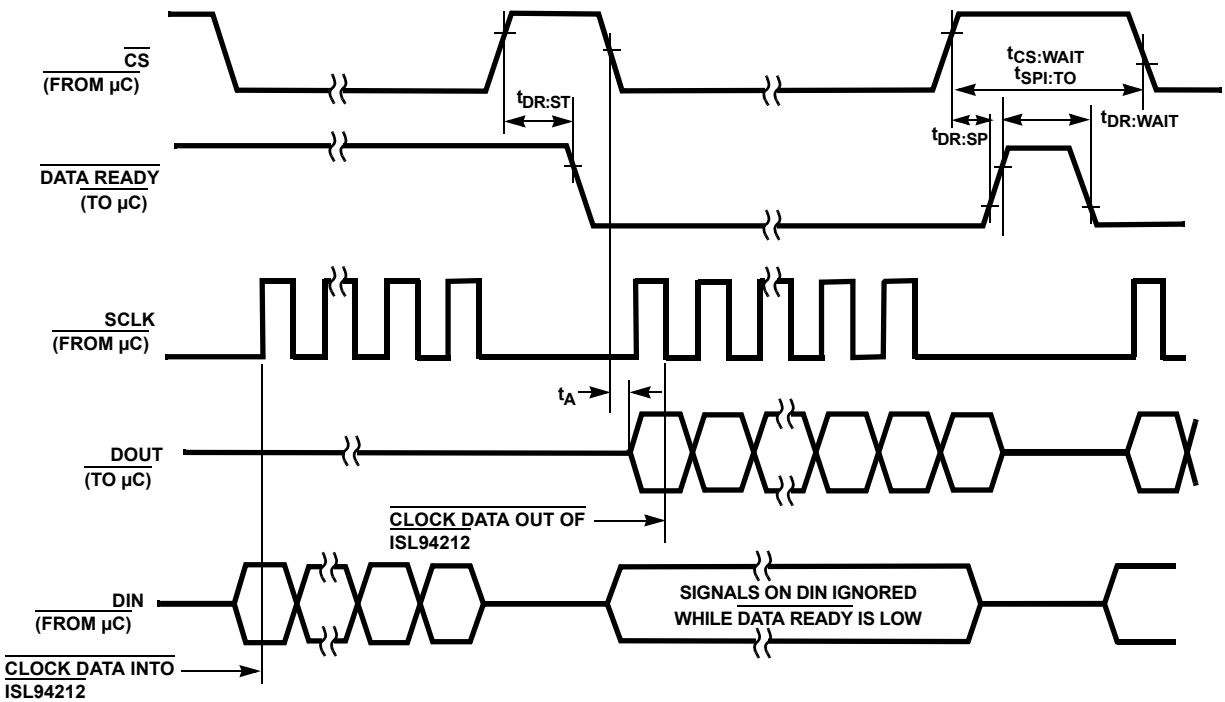 CS
(FROM µC)
tDR:ST
tCS:WAIT
tSPI:TO
tDR:SP
tDR:WAIT
DATA READY
(TO µC)
SCLK
(FROM µC)
tA
DOUT
(TO µC)
CLOCK DATA OUT OF
ISL94212
DIN
(FROM µC)
SIGNALS ON DIN IGNORED
WHILE DATA READY IS LOW
CLOCK DATA INTO
ISL94212